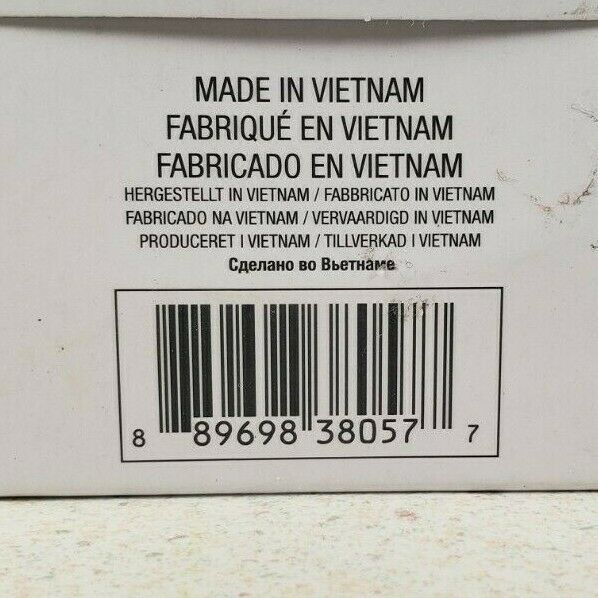 MADE IN VIETNAM
FABRIQUÉ EN VIETNAM
FABRICADO EN VIETNAM
HERGESTELLT IN VIETNAM / FABBRICATO IN VIETNAM
FABRICADO NA VIETNAM / VERVAARDIGD IN VIETNAM
PRODUCERET I VIETNAM / TILLVERKAD I VIETNAM
Сделано во Вьетнаме
8 89698 38057 7